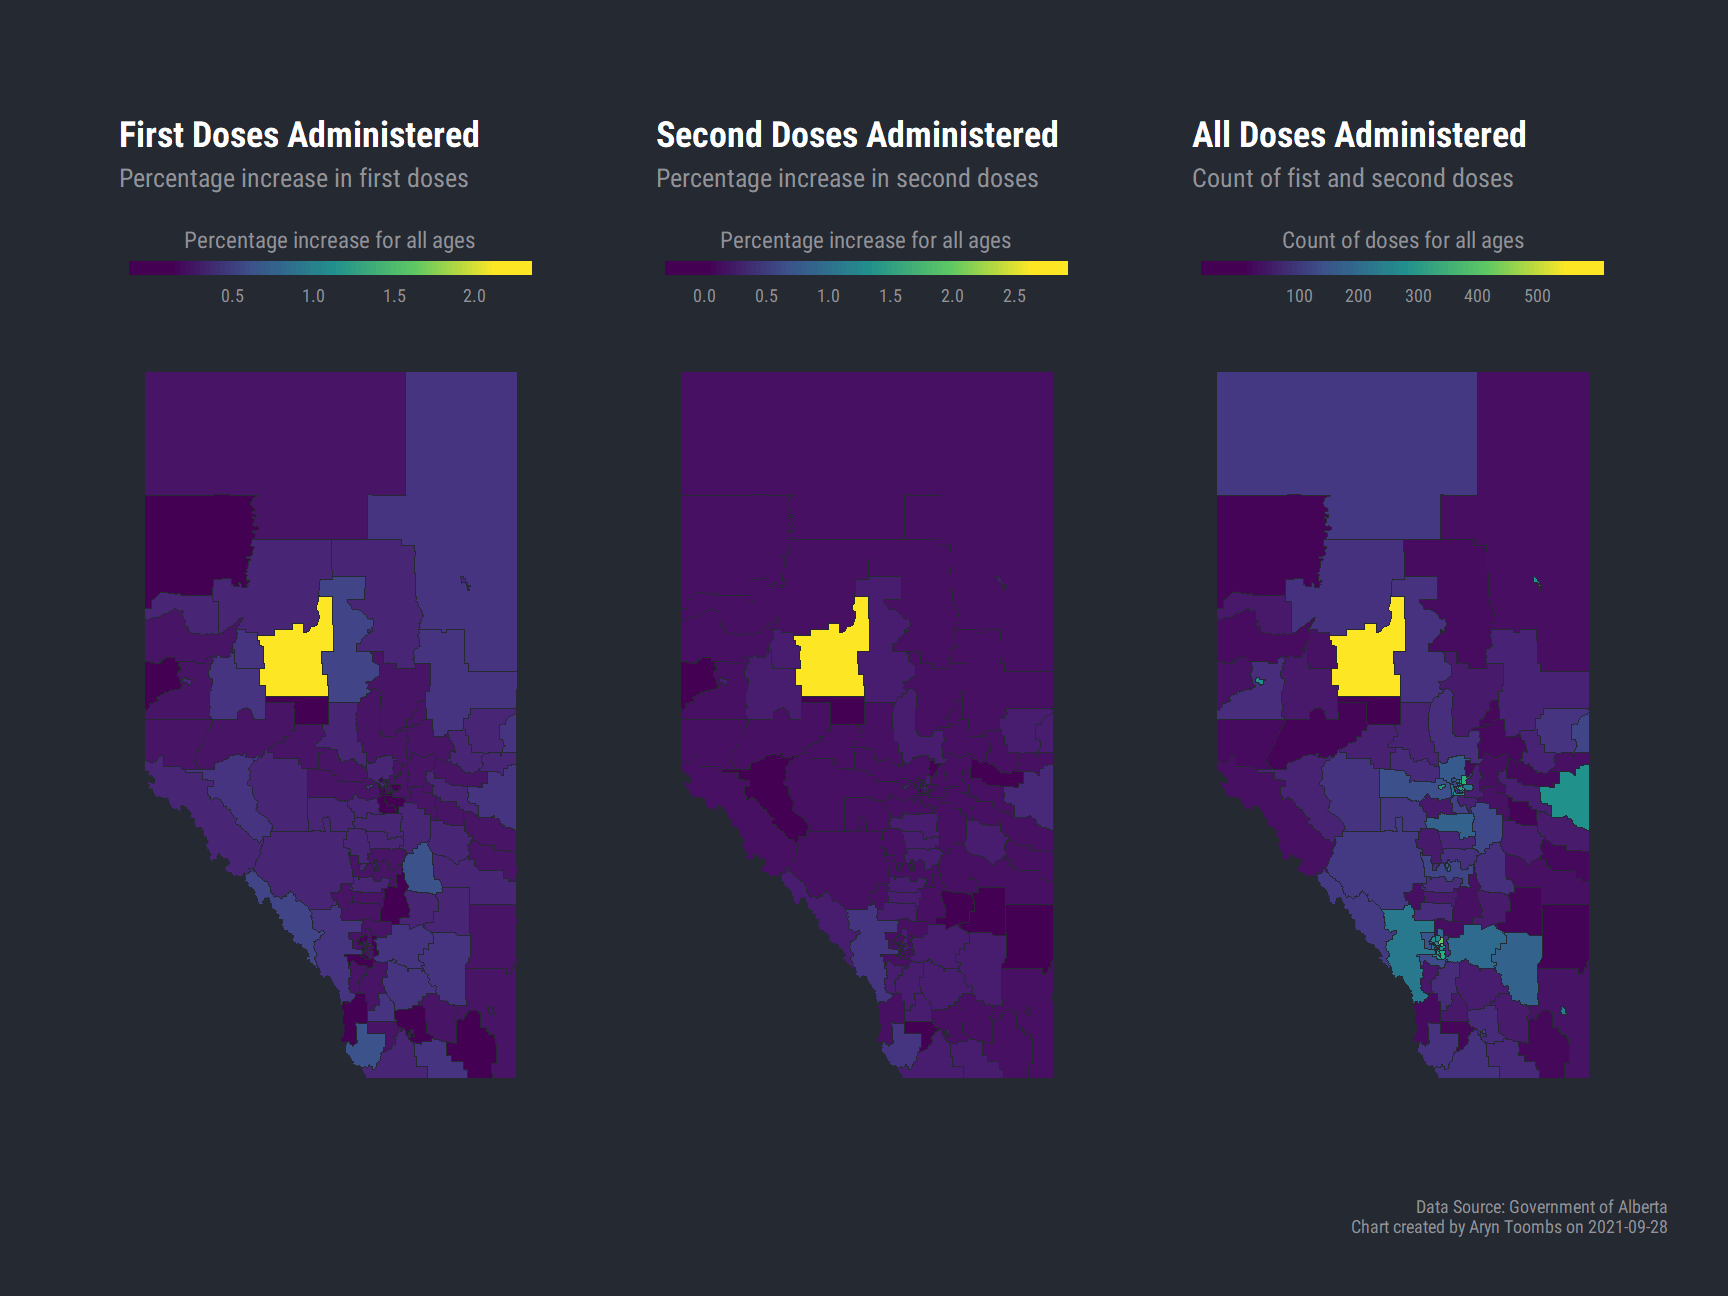 First Doses Administered
Percentage increase in first doses
Percentage increase for all ages
0.5 1.0 1.5 2.0
Second Doses Administered
Percentage increase in second doses
Percentage increase for all ages
0.0 0.5 1.0 1.5 2.0 2.5
All Doses Administered
Count of fist and second doses
Count of doses for all ages
100 200 300 400 500
Data Source: Government of Alberta
Chart created by Aryn Toombs on 2021-09-28